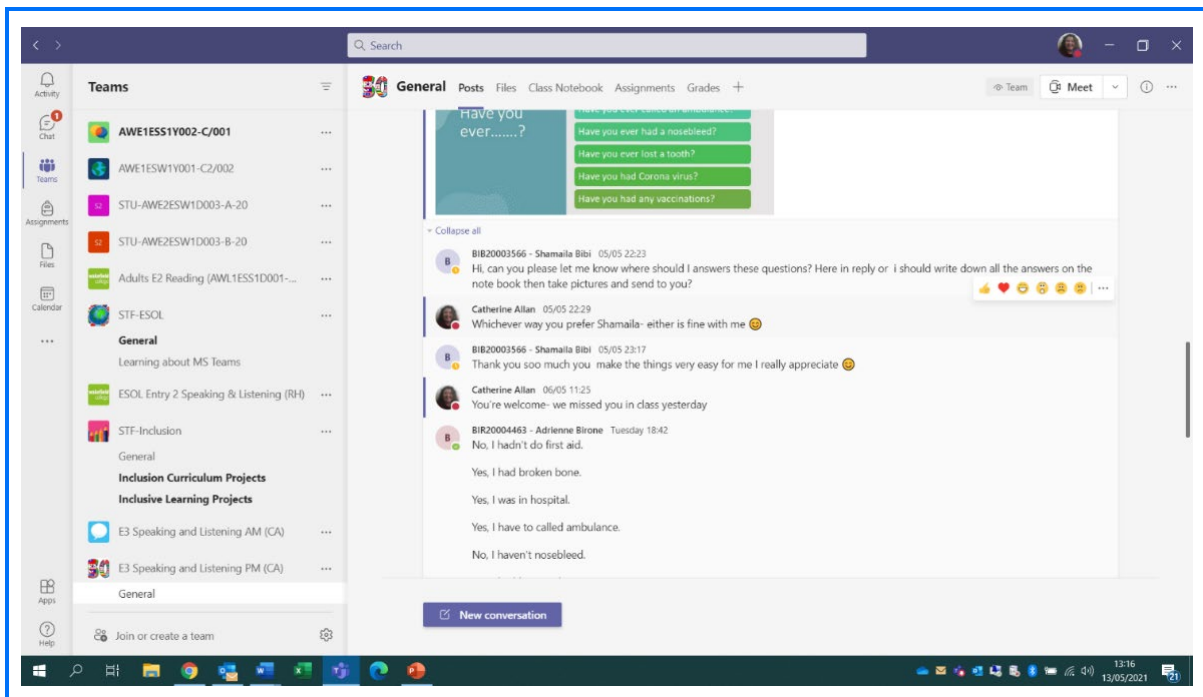 Search
Activity
Chat
Teams
Assignments
Files
Calendar
Apps
Help
Teams
AWE1ESS1Y002-C/001
AWE1ESW1Y001-C2/002
S2
STU-AWE2ESW1D003-A-20
S2
STU-AWE2ESW1D003-B-20
Adults E2 Reading (AWL1ESS1D001-...
STF-ESOL
General
Learning about MS Teams
ESOL Entry 2 Speaking & Listening (RH)
STF-Inclusion
General
Inclusion Curriculum Projects
Inclusive Learning Projects
E3 Speaking and Listening AM (CA)
E3 Speaking and Listening PM (CA)
General
Join or create a team
General Posts Files Class Notebook Assignments Grades
Team
Meet
Have you
ever.......?
Have you ever had a nosebleed?
Have you ever lost a tooth?
Have you had Corona virus?
Have you had any vaccinations?
Collapse all
B
BIB20003566 - Shamaila Bibi 05/05 22:23
Hi, can you please let me know where should I answers these questions? Here in reply or i should write down all the answers on the
note book then take pictures and send to you?
Catherine Allan 05/05 22:29
Whichever way you prefer Shamaila- either is fine with me
B
BIB20003566 - Shamaila Bibi 05/05 23:17
Thank you soo much you make the things very easy for me I really appreciate
Catherine Allan 06/05 11:25
You're welcome- we missed you in class yesterday
B
BIR20004463 - Adrienne Birone Tuesday 18:42
No, I hadn't do first aid.
Yes, I had broken bone.
Yes, I was in hospital.
Yes, I have to called ambulance.
No, I haven't nosebleed.
New conversation
13:16
13/05/2021
21